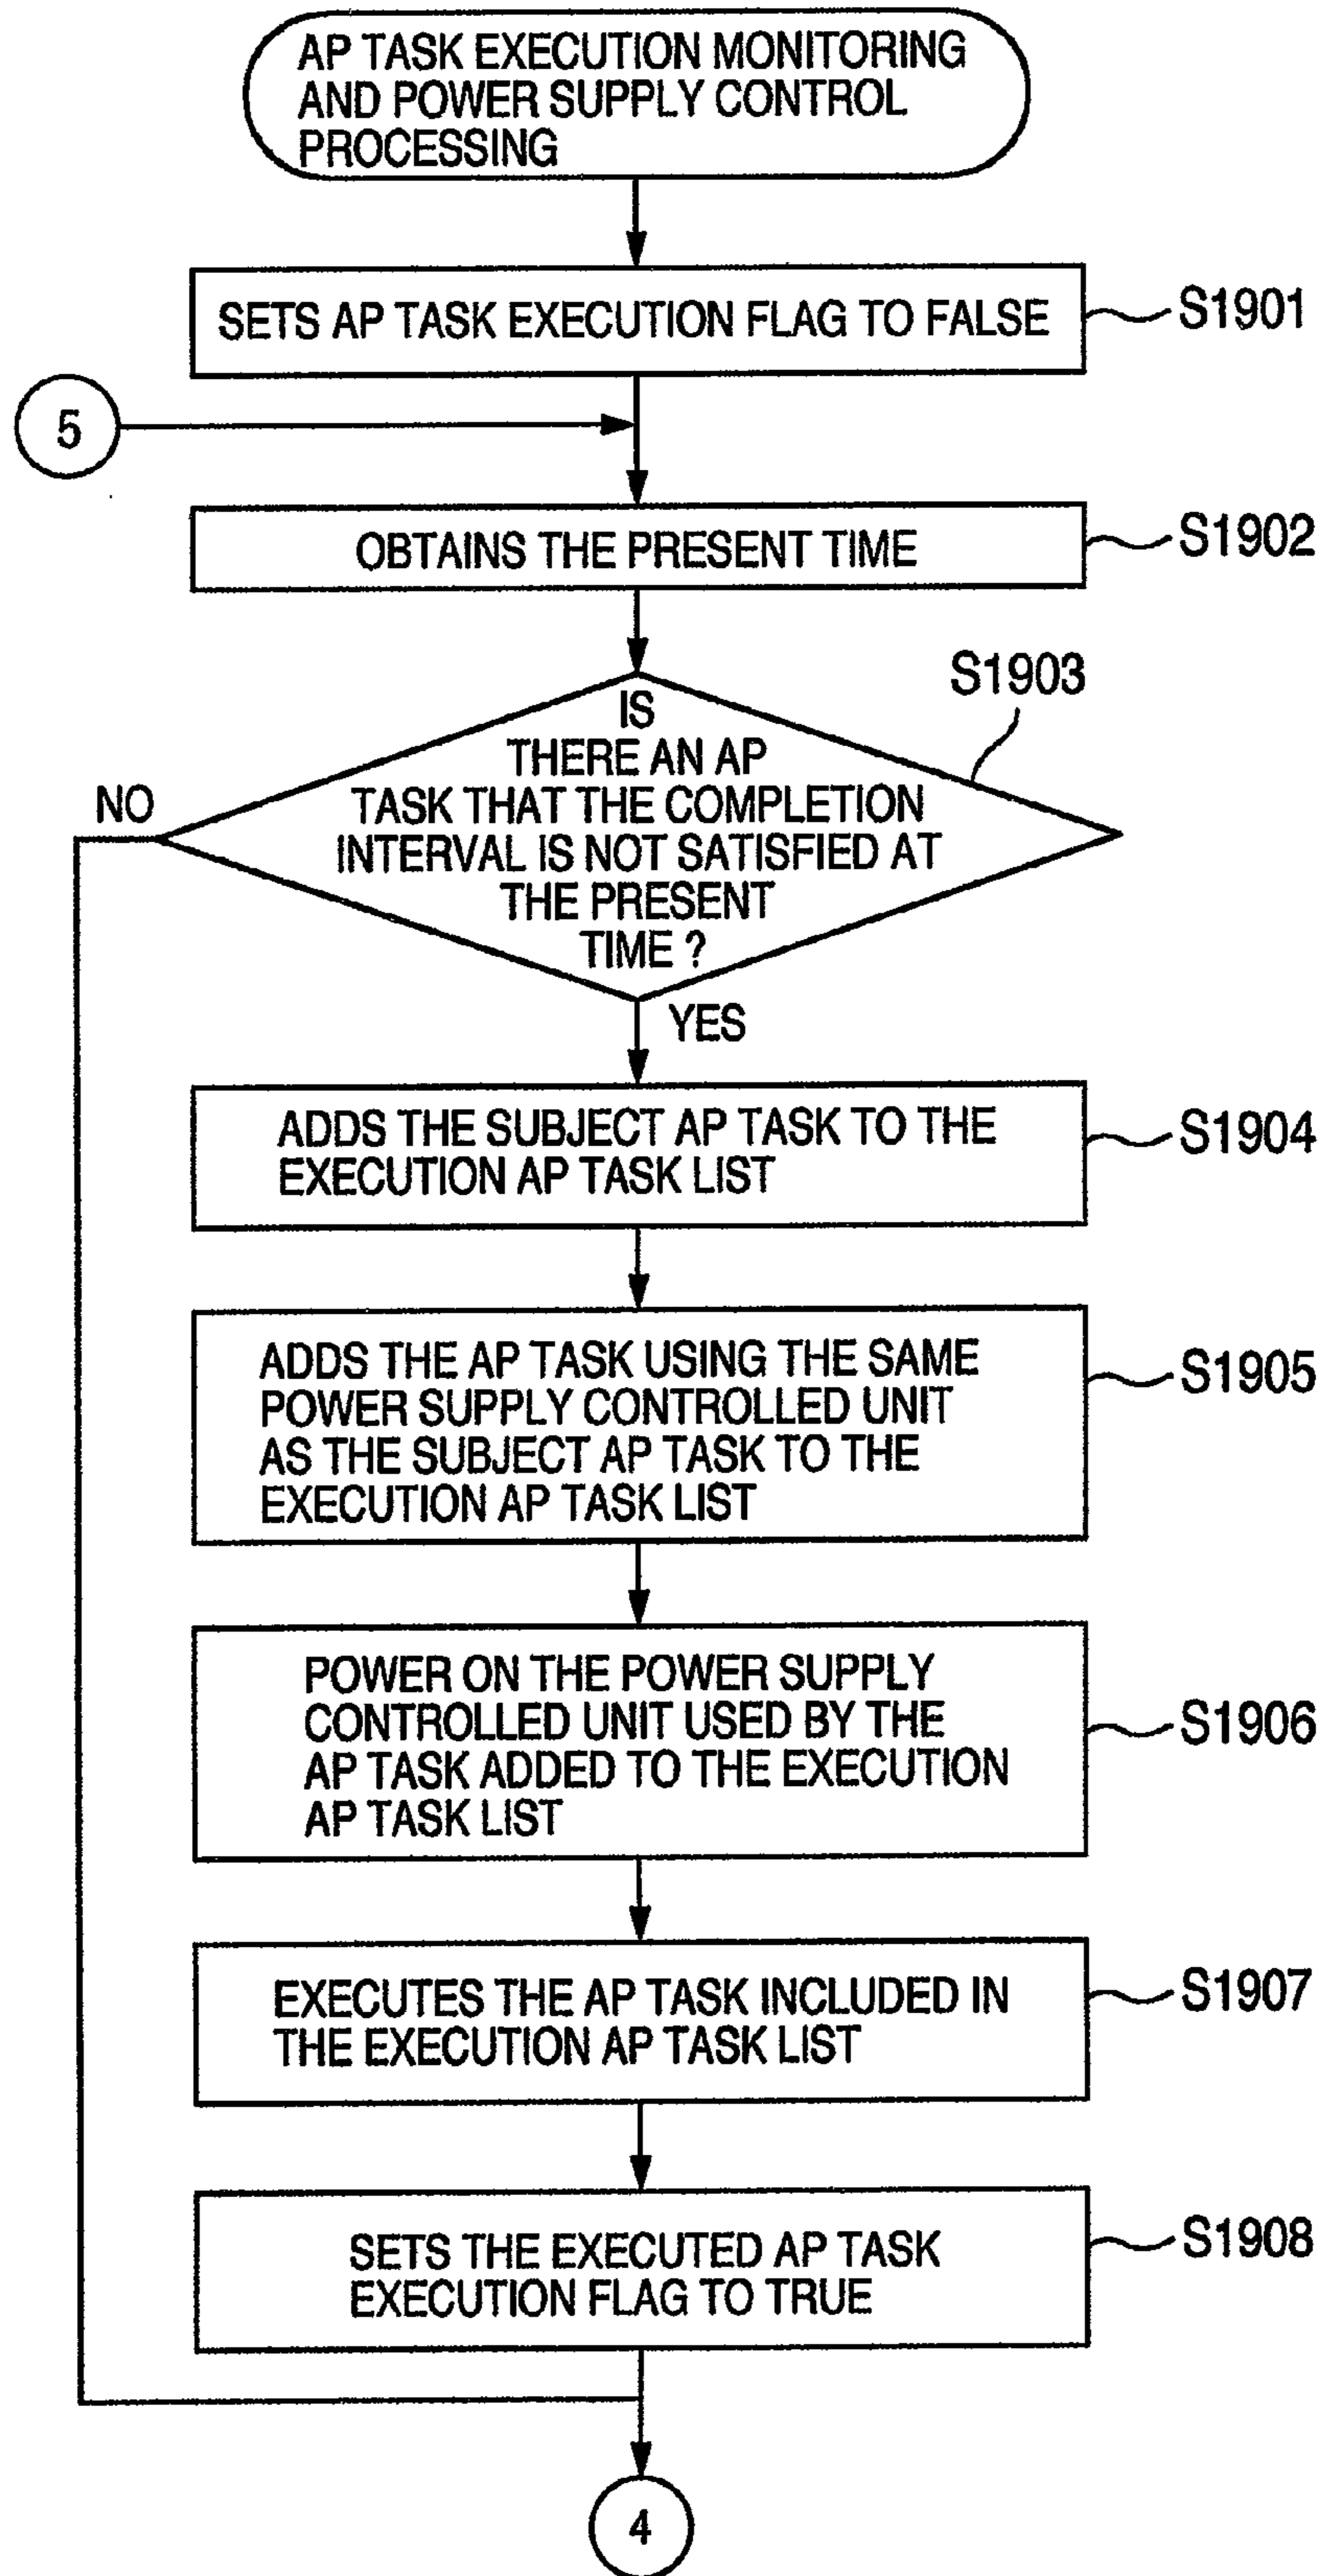 AP TASK EXECUTION MONITORING
AND POWER SUPPLY CONTROL
PROCESSING
SETS AP TASK EXECUTION FLAG TO FALSE
S1901
5
OBTAINS THE PRESENT TIME
S1902
S1903
IS
THERE AN AP
TASK THAT THE COMPLETION
INTERVAL IS NOT SATISFIED AT
THE PRESENT
TIME ?
NO
YES
ADDS THE SUBJECT AP TASK TO THE
EXECUTION AP TASK LIST
S1904
ADDS THE AP TASK USING THE SAME
POWER SUPPLY CONTROLLED UNIT
AS THE SUBJECT AP TASK TO THE
EXECUTION AP TASK LIST
S1905
POWER ON THE POWER SUPPLY
CONTROLLED UNIT USED BY THE
AP TASK ADDED TO THE EXECUTION
AP TASK LIST
S1906
EXECUTES THE AP TASK INCLUDED IN
THE EXECUTION AP TASK LIST
S1907
SETS THE EXECUTED AP TASK
EXECUTION FLAG TO TRUE
S1908
4